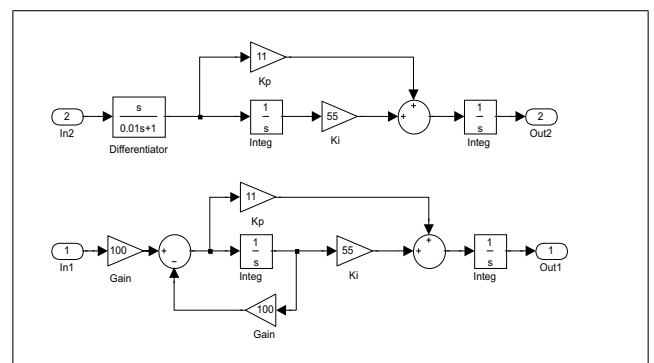 11
Kp
2
In2
s
0.01s+1
Differentiator
1
s
Integ
55
Ki
+
+
1
s
Integ
2
Out2
11
Kp
1
In1
100
Gain
+
−
1
s
Integ
55
Ki
+
+
1
s
Integ
1
Out1
100
Gain